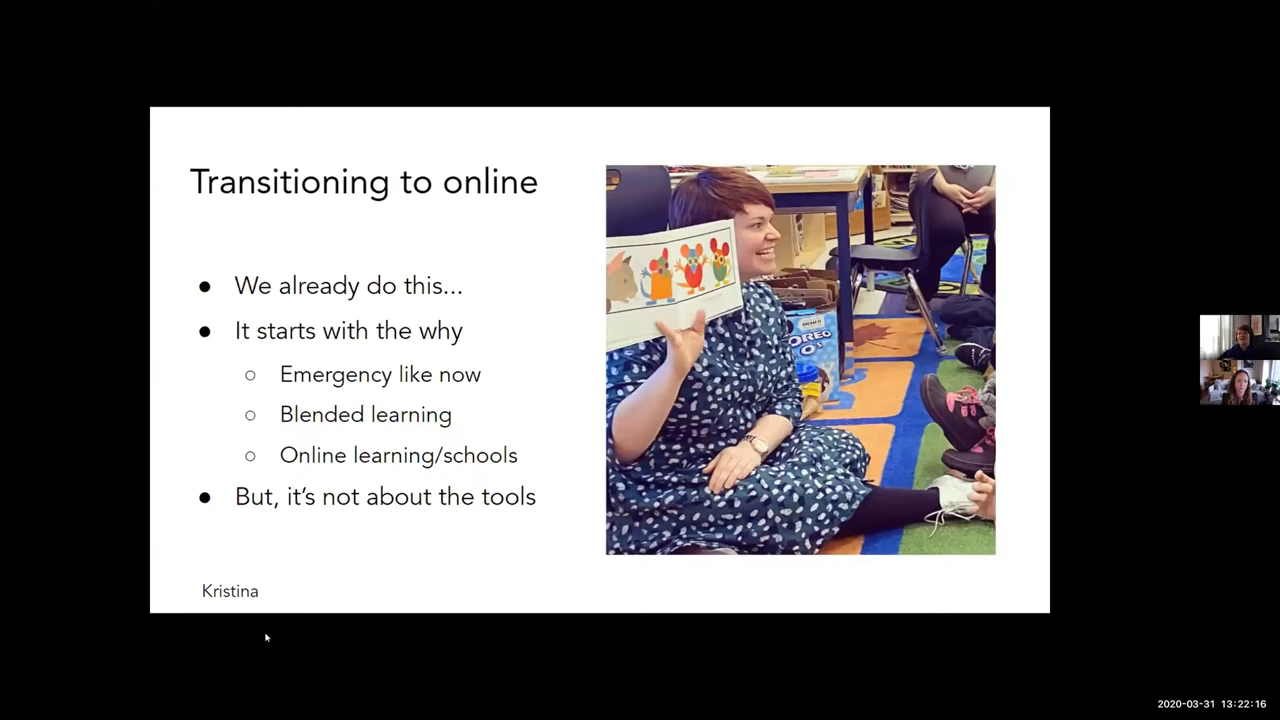 Transitioning to online
We already do this...
It starts with the why
Emergency like now
Blended learning
Online learning/schools
But, it's not about the tools
Kristina
OREO
O's
2020-03-31 13:22:16